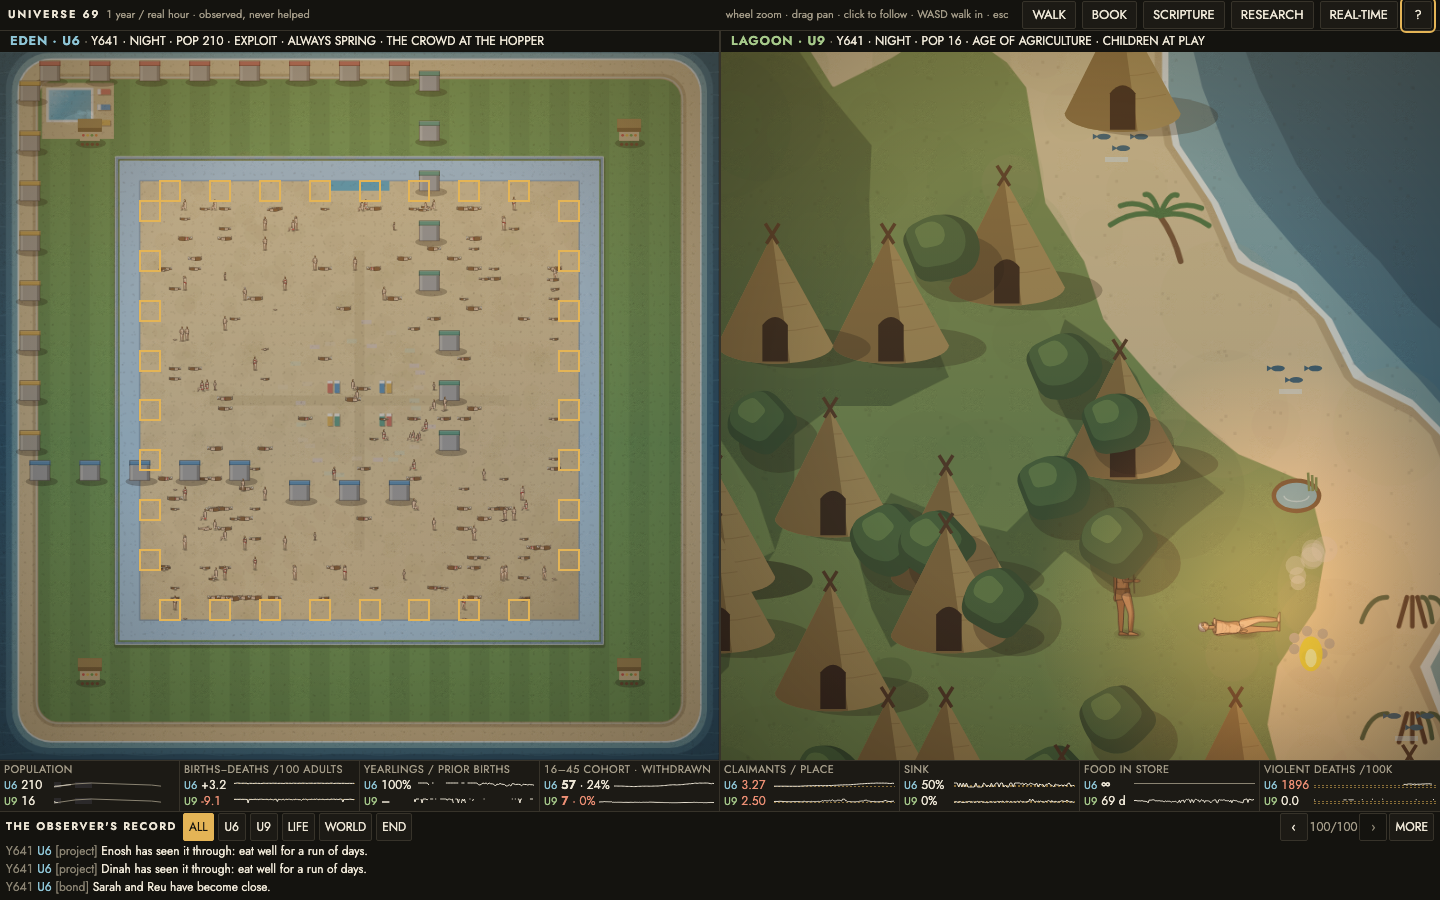 UNIVERSE 69 1 year / real hour · observed, never helped
wheel zoom · drag pan · click to follow · WASD walk in · esc
WALK BOOK SCRIPTURE RESEARCH REAL-TIME ?
EDEN · U6 · Y641 · NIGHT · POP 210 · EXPLOIT · ALWAYS SPRING · THE CROWD AT THE HOPPER
LAGOON · U9 · Y641 · NIGHT · POP 16 · AGE OF AGRICULTURE · CHILDREN AT PLAY
POPULATION
U6 210
U9 16
BIRTHS–DEATHS /100 ADULTS
U6 +3.2
U9 -9.1
YEARLINGS / PRIOR BIRTHS
U6 100%
U9 –
16–45 COHORT · WITHDRAWN
U6 57 · 24%
U9 7 · 0%
CLAIMANTS / PLACE
U6 3.27
U9 2.50
SINK
U6 50%
U9 0%
FOOD IN STORE
U6 ∞
U9 69 d
VIOLENT DEATHS /100K
U6 1896
U9 0.0
THE OBSERVER'S RECORD ALL U6 U9 LIFE WORLD END
‹ 100/100 › MORE
Y641 U6 [project] Enosh has seen it through: eat well for a run of days.
Y641 U6 [project] Dinah has seen it through: eat well for a run of days.
Y641 U6 [bond] Sarah and Reu have become close.